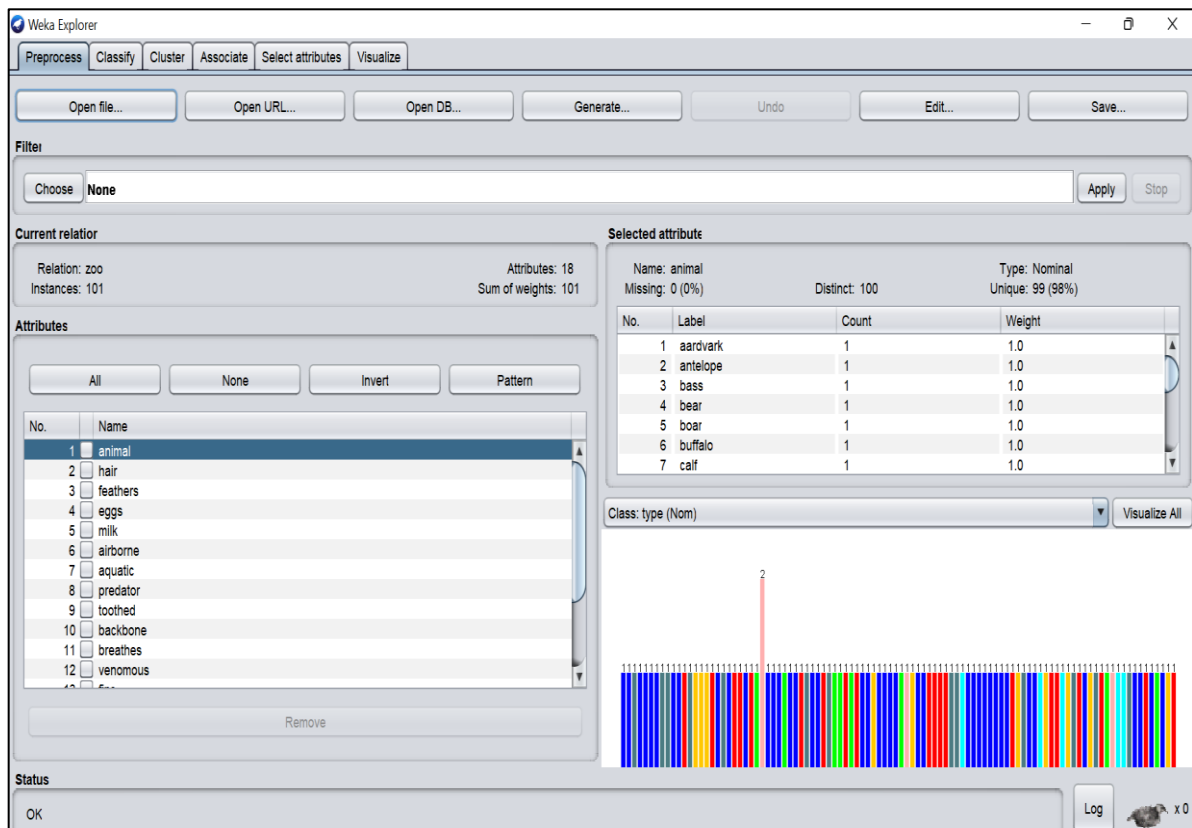 Weka Explorer
Preprocess Classify Cluster Associate Select attributes Visualize
Open file... Open URL... Open DB... Generate... Undo Edit... Save...
Filter
Choose None Apply Stop
Current relation
Relation: zoo Attributes: 18
Instances: 101 Sum of weights: 101
Attributes
All None Invert Pattern
No. Name
1 animal
2 hair
3 feathers
4 eggs
5 milk
6 airborne
7 aquatic
8 predator
9 toothed
10 backbone
11 breathes
12 venomous
Remove
Selected attribute
Name: animal Type: Nominal
Missing: 0 (0%) Distinct: 100 Unique: 99 (98%)
No. Label Count Weight
1 aardvark 1 1.0
2 antelope 1 1.0
3 bass 1 1.0
4 bear 1 1.0
5 boar 1 1.0
6 buffalo 1 1.0
7 calf 1 1.0
Class: type (Nom) Visualize All
2
Status
OK Log x 0